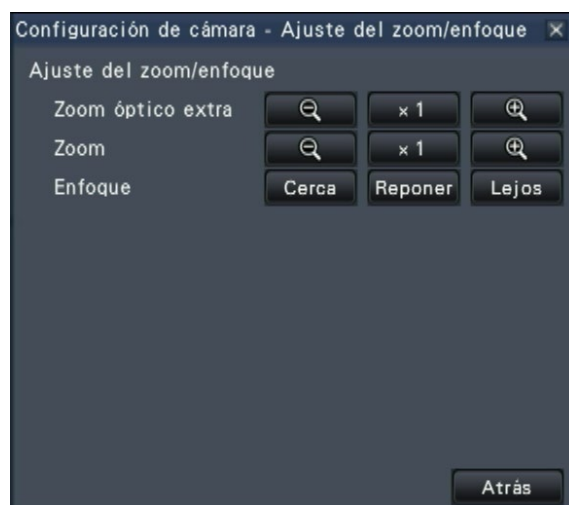 Configuración de cámara - Ajuste del zoom/enfoque
Ajuste del zoom/enfoque
Zoom óptico extra × 1
Zoom × 1
Enfoque Cerca Reponer Lejos
Atrás